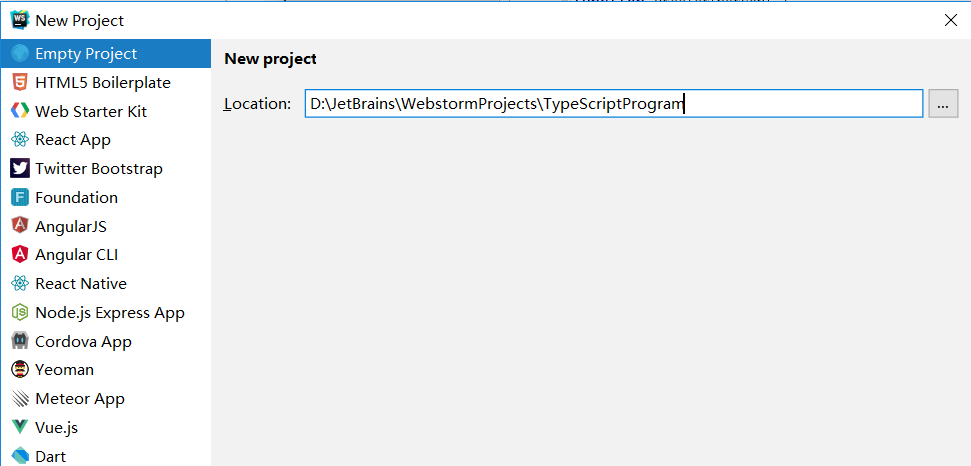 WS New Project
Empty Project
HTML5 Boilerplate
Web Starter Kit
React App
Twitter Bootstrap
Foundation
AngularJS
Angular CLI
React Native
Node.js Express App
Cordova App
Yeoman
Meteor App
Vue.js
Dart
New project
Location: D:\JetBrains\WebstormProjects\TypeScriptProgram ...